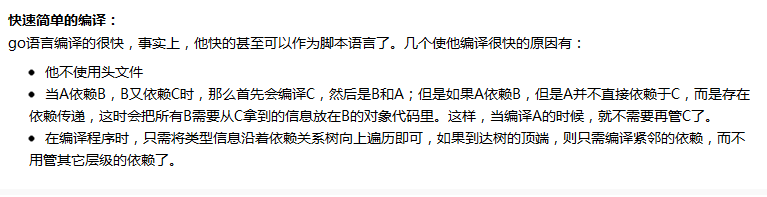 快速简单的编译：
go语言编译的很快，事实上，他快的甚至可以作为脚本语言了。几个使他编译很快的原因有：
• 他不使用头文件
• 当A依赖B，B又依赖C时，那么首先会编译C，然后是B和A；但是如果A依赖B，但是A并不直接依赖于C，而是存在
依赖传递，这时会把所有B需要从C拿到的信息放在B的对象代码里。这样，当编译A的时候，就不需要再管C了。
• 在编译程序时，只需将类型信息沿着依赖关系树向上遍历即可，如果到达树的顶端，则只需编译紧邻的依赖，而不
用管其它层级的依赖了。